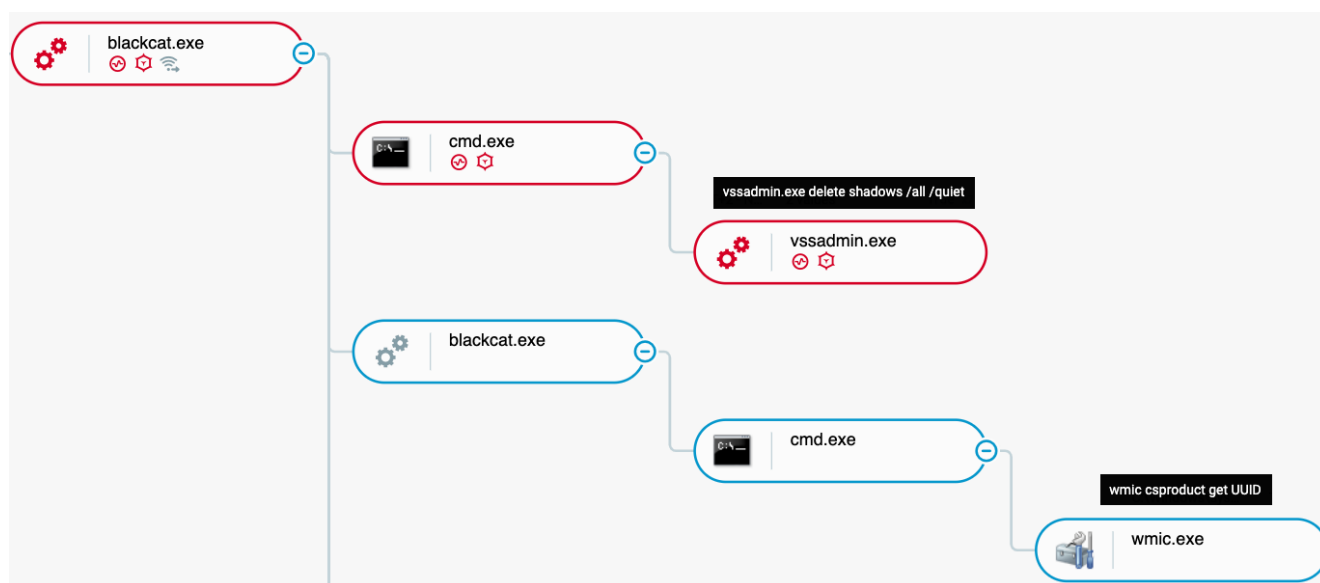 blackcat.exe
cmd.exe
vssadmin.exe delete shadows /all /quiet
vssadmin.exe
blackcat.exe
cmd.exe
wmic csproduct get UUID
wmic.exe